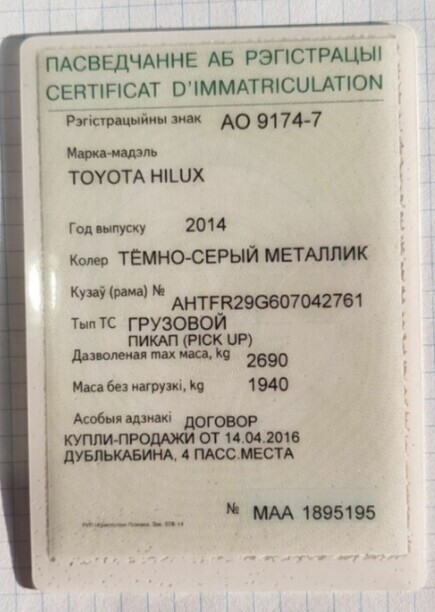 ПАСВЕДЧАННЕ АБ РЭГІСТРАЦЫІ
CERTIFICAT D'IMMATRICULATION
Рэгістрацыйны знак АО 9174-7
Марка-мадэль
TOYOTA HILUX
Год выпуску 2014
Колер ТЁМНО-СЕРЫЙ МЕТАЛЛИК
Кузаў (рама) № AHTFR29G607042761
Тып ТС ГРУЗОВОЙ
ПИКАП (PICK UP)
Дазволеная max маса, kg 2690
Маса без нагрузкі, kg 1940
Асобыя адзнакі ДОГОВОР
КУПЛИ-ПРОДАЖИ ОТ 14.04.2016
ДУБЛЬКАБИНА, 4 ПАСС.МЕСТА
№ МАА 1895195